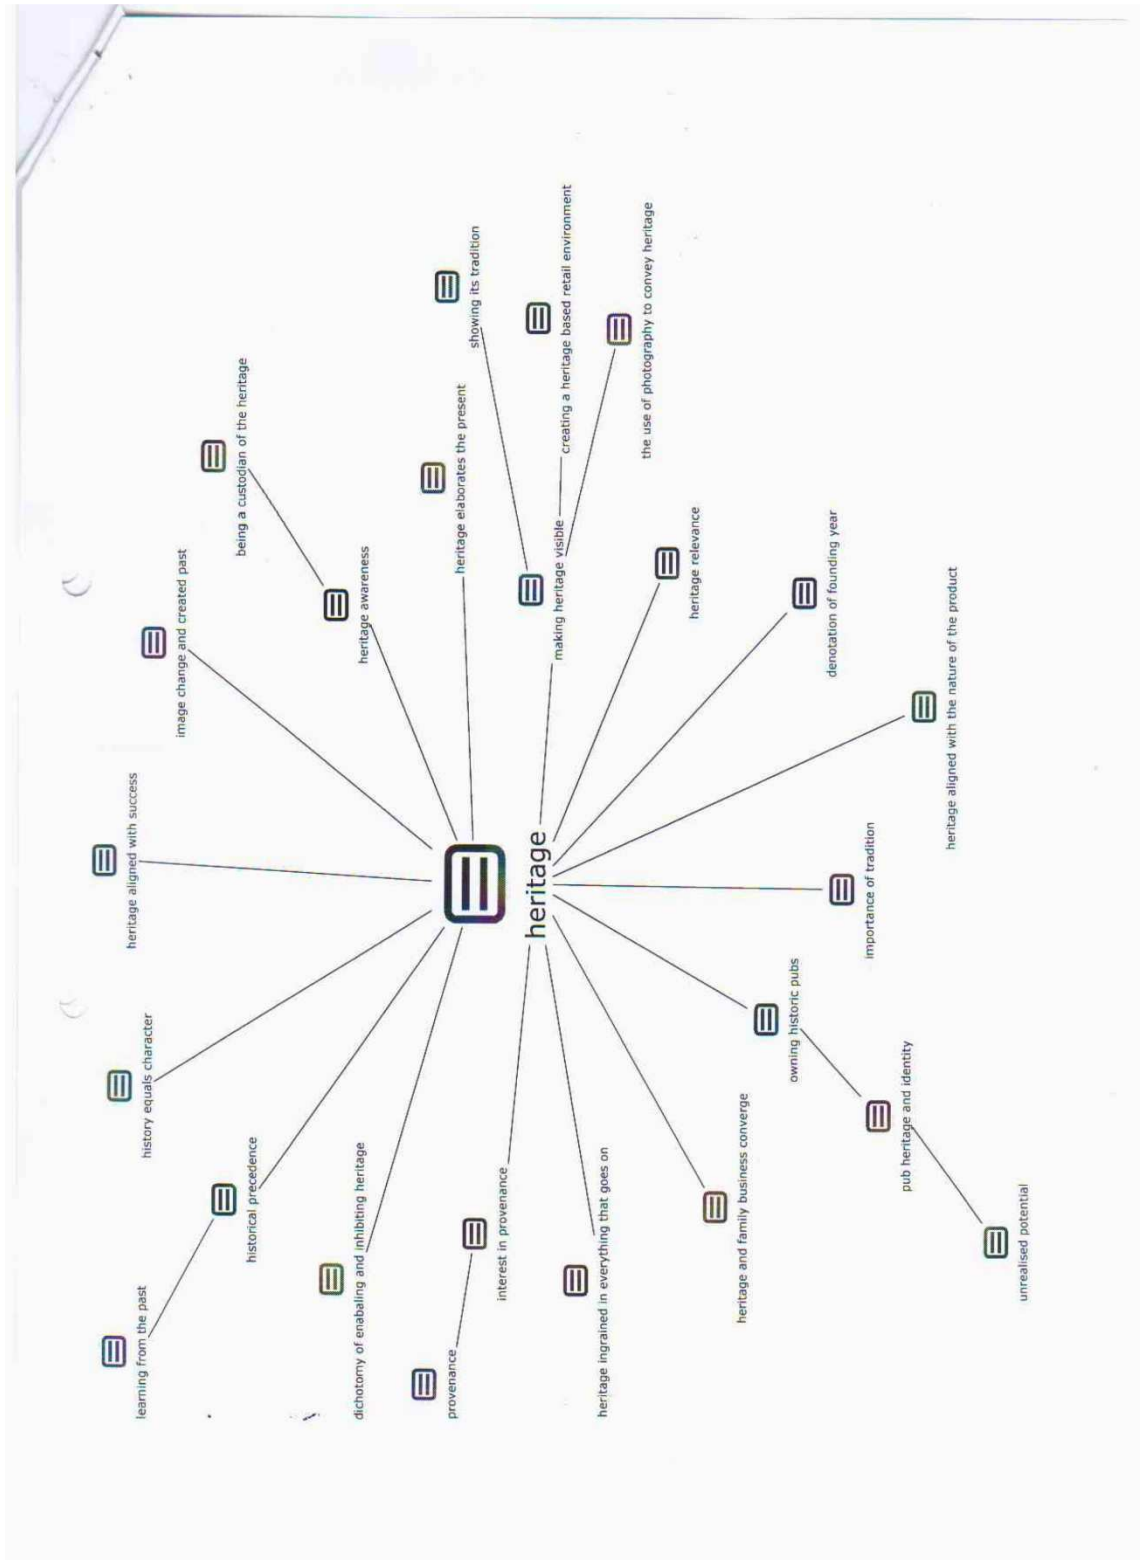 heritage aligned with success
learning from the past
history equals character
image change and created past
being a custodian of the heritage
historical precedence
dichotomy of enabaling and inhibiting heritage
heritage awareness
provenance
heritage elaborates the present
showing its tradition
interest in provenance
heritage
making heritage visible
creating a heritage based retail environment
heritage ingrained in everything that goes on
the use of photography to convey heritage
heritage relevance
heritage and family business converge
owning historic pubs
denotation of founding year
importance of tradition
pub heritage and identity
heritage aligned with the nature of the product
unrealised potential